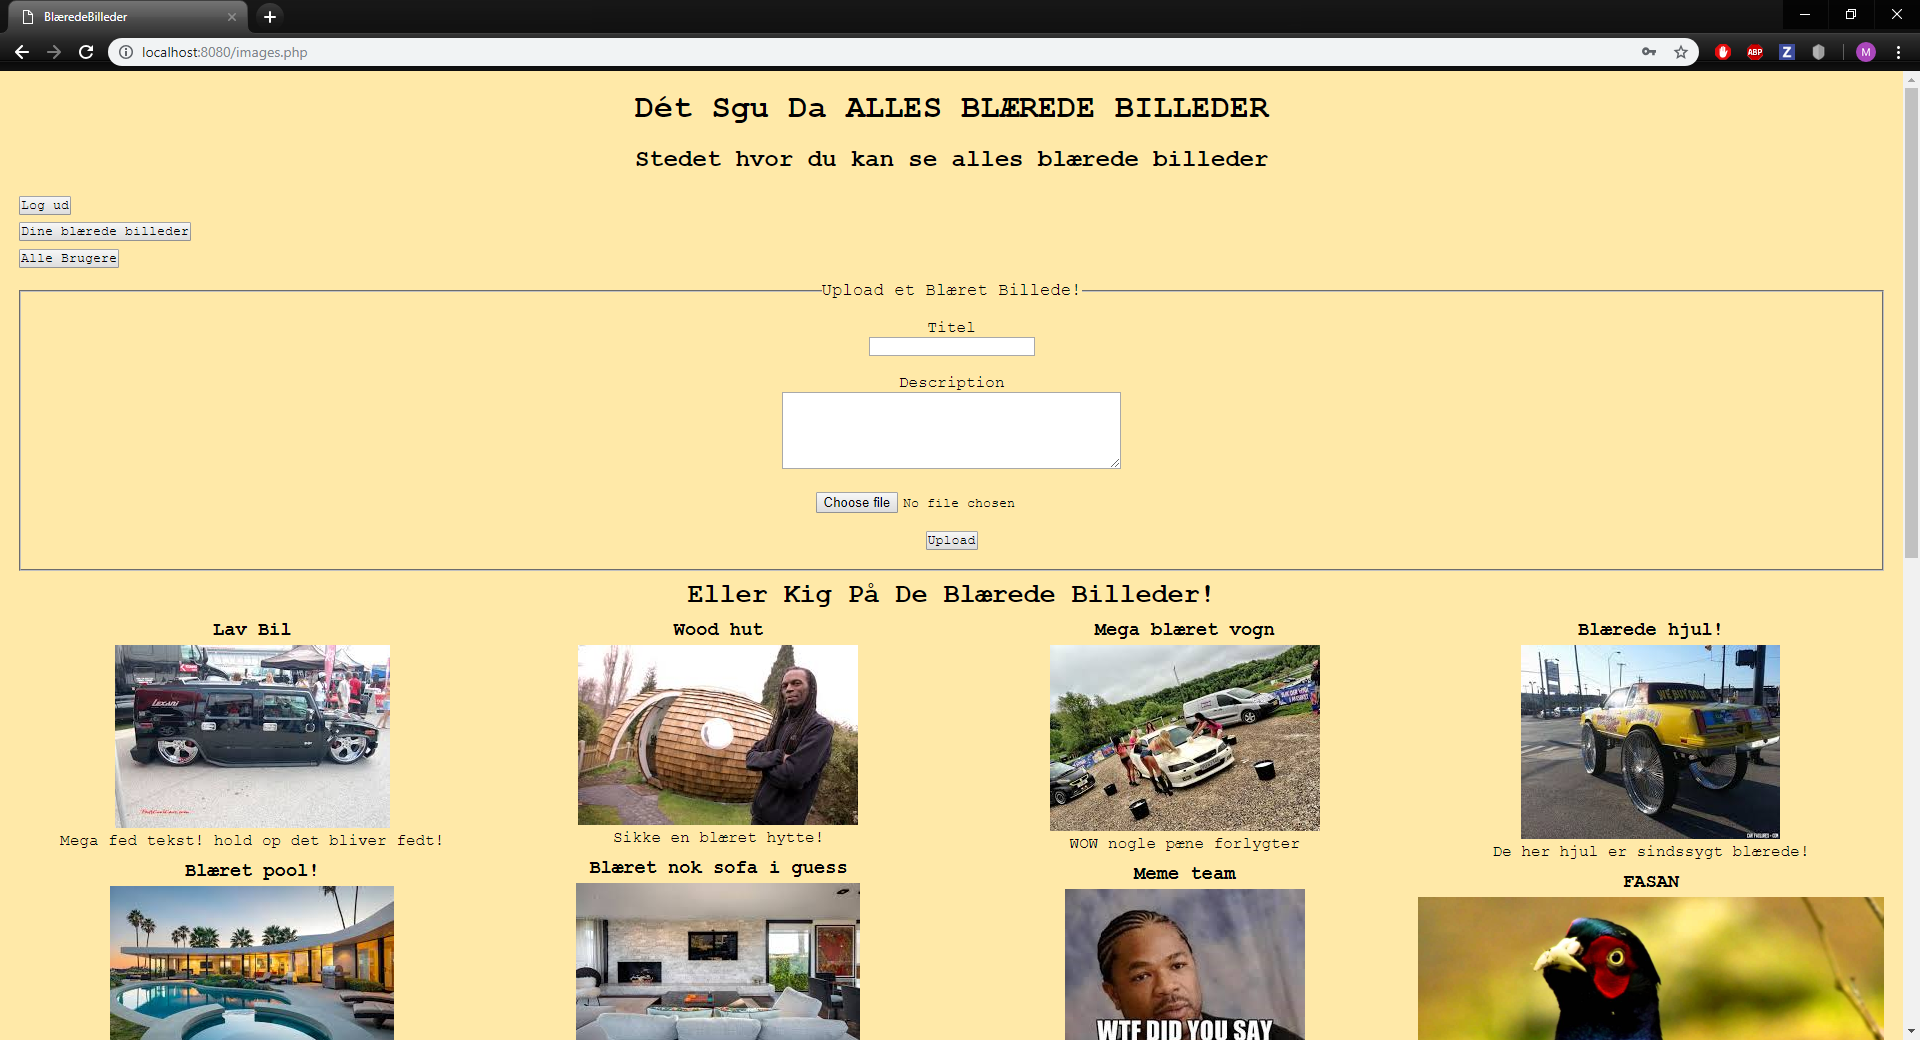 BlæredeBilleder
localhost:8080/images.php
ABP
Z
M
Dét Sgu Da ALLES BLÆREDE BILLEDER
Stedet hvor du kan se alles blærede billeder
Log ud
Dine blærede billeder
Alle Brugere
Upload et Blæret Billede!
Titel
Description
Choose file No file chosen
Upload
Eller Kig På De Blærede Billeder!
Lav Bil
Wood hut
Mega blæret vogn
Blærede hjul!
LEXANI
WE BUY GOLD
Mega fed tekst! hold op det bliver fedt!
Sikke en blæret hytte!
WOW nogle pæne forlygter
De her hjul er sindssygt blærede!
Blæret pool!
Blæret nok sofa i guess
Meme team
FASAN
WTF DID YOU SAY